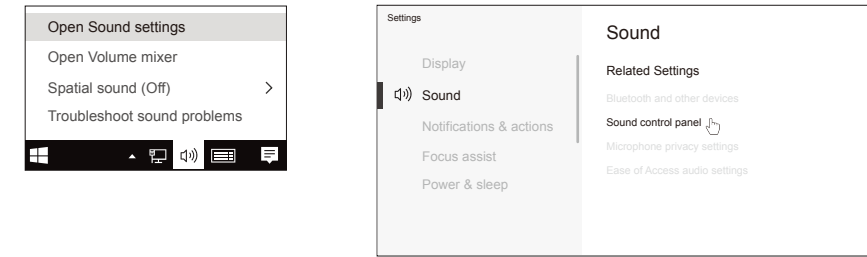 Open Sound settings
Open Volume mixer
Spatial sound (Off)
Troubleshoot sound problems
Settings
Display
Sound
Notifications & actions
Focus assist
Power & sleep
Sound
Related Settings
Bluetooth and other devices
Sound control panel
Microphone privacy settings
Ease of Access audio settings